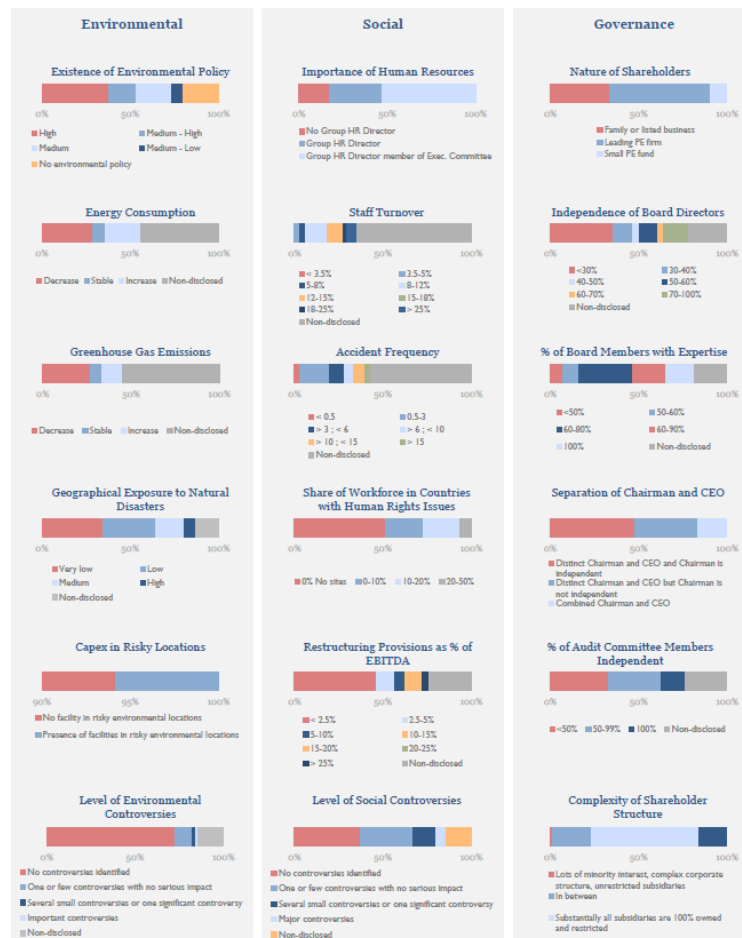 Environmental
Existence of Environmental Policy
0% 50% 100%
High Medium - High
Medium Medium - Low
No environmental policy
Energy Consumption
0% 50% 100%
Decrease Stable Increase Non-disclosed
Greenhouse Gas Emissions
0% 50% 100%
Decrease Stable Increase Non-disclosed
Geographical Exposure to Natural
Disasters
0% 50% 100%
Very low Low
Medium High
Non-disclosed
Capex in Risky Locations
90% 95% 100%
No facility in risky environmental locations
Presence of facilities in risky environmental locations
Level of Environmental
Controversies
0% 50% 100%
No controversies identified
One or few controversies with no serious impact
Several small controversies or one significant controversy
Important controversies
Non-disclosed
Social
Importance of Human Resources
0% 50% 100%
No Group HR Director
Group HR Director
Group HR Director member of Exec. Committee
Staff Turnover
0% 50% 100%
< 3.5% 3.5-5%
5-8% 8-12%
12-15% 15-18%
18-25% > 25%
Non-disclosed
Accident Frequency
0% 50% 100%
< 0.5 0.5-3
> 3 ; < 6 > 6 ; < 10
> 10 ; < 15 > 15
Non-disclosed
Share of Workforce in Countries
with Human Rights Issues
0% 50% 100%
0% No sites 0-10% 10-20% 20-50%
Restructuring Provisions as % of
EBITDA
0% 50% 100%
< 2.5% 2.5-5%
5-10% 10-15%
15-20% 20-25%
> 25% Non-disclosed
Level of Social Controversies
0% 50% 100%
No controversies identified
One or few controversies with no serious impact
Several small controversies or one significant controversy
Major controversies
Non-disclosed
Governance
Nature of Shareholders
0% 50% 100%
Family or listed business
Leading PE firm
Small PE fund
Independence of Board Directors
0% 50% 100%
<30% 30-40%
40-50% 50-60%
60-70% 70-100%
Non-disclosed
% of Board Members with Expertise
0% 50% 100%
<50% 50-60%
60-80% 60-90%
100% Non-disclosed
Separation of Chairman and CEO
0% 50% 100%
Distinct Chairman and CEO and Chairman is
independent
Distinct Chairman and CEO but Chairman is
not independent
Combined Chairman and CEO
% of Audit Committee Members
Independent
0% 50% 100%
<50% 50-99% 100% Non-disclosed
Complexity of Shareholder
Structure
0% 50% 100%
Lots of minority interest, complex corporate
structure, unrestricted subsidiaries
In between
Substantially all subsidiaries are 100% owned
and restricted